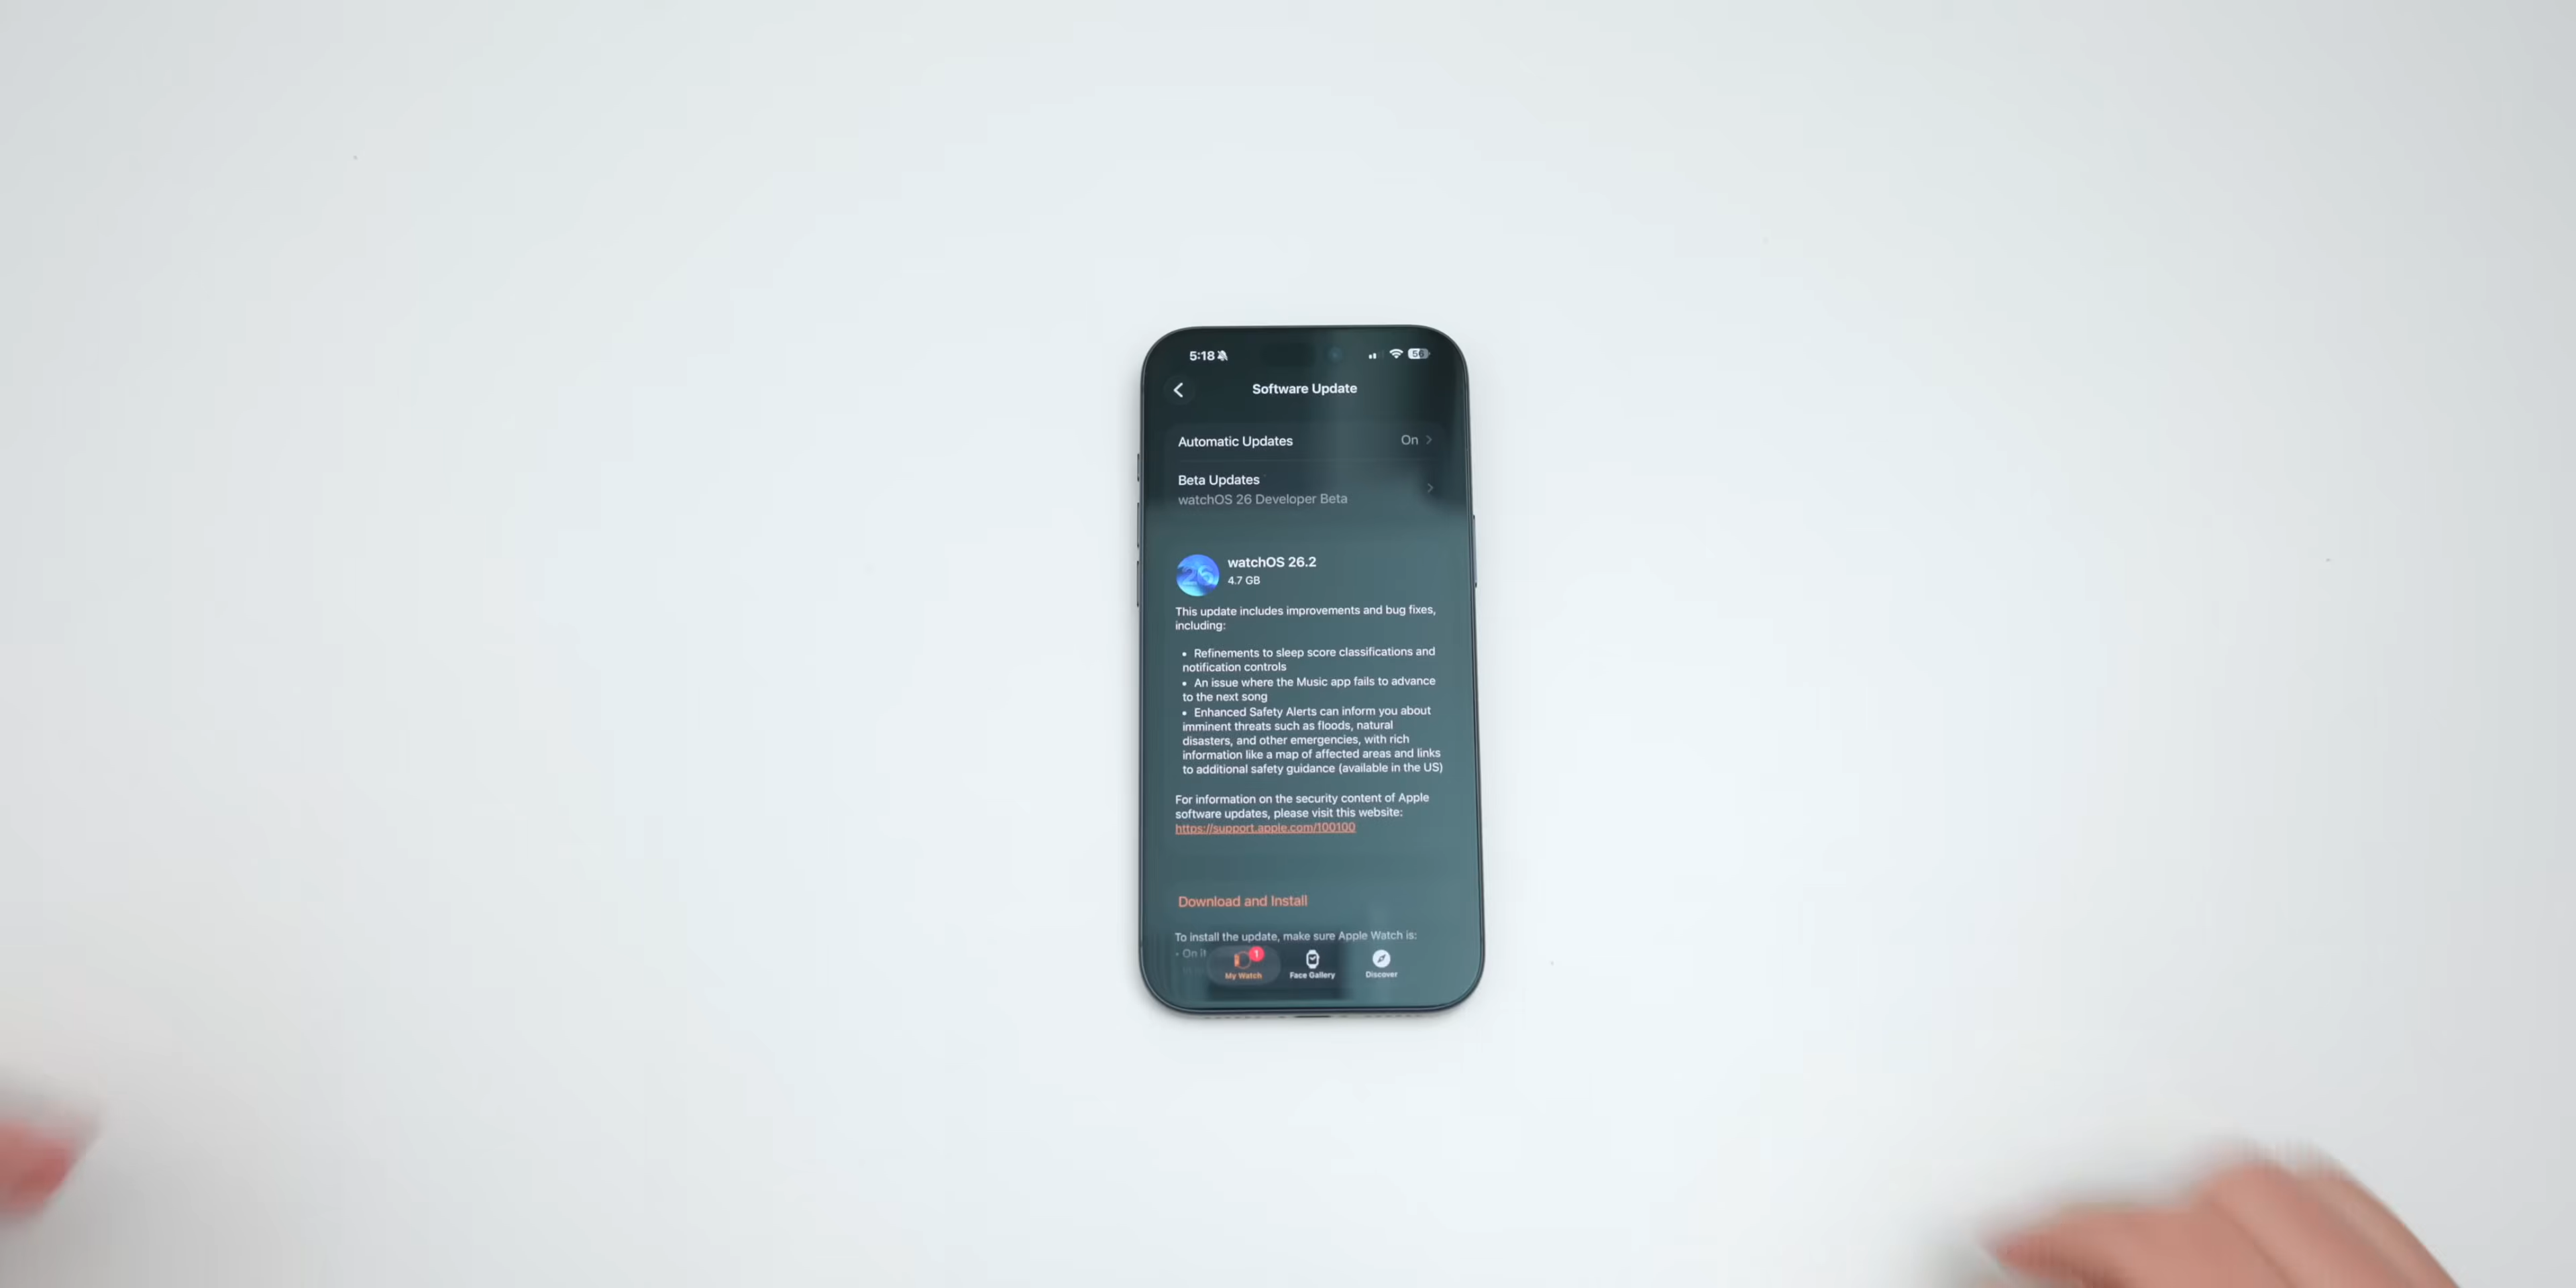 5:18
56
Software Update
Automatic Updates On
Beta Updates
watchOS 26 Developer Beta
26
watchOS 26.2
4.7 GB
This update includes improvements and bug fixes,
including:
• Refinements to sleep score classifications and
notification controls
• An issue where the Music app fails to advance
to the next song
• Enhanced Safety Alerts can inform you about
imminent threats such as floods, natural
disasters, and other emergencies, with rich
information like a map of affected areas and links
to additional safety guidance (available in the US)
For information on the security content of Apple
software updates, please visit this website:
https://support.apple.com/100100
Download and Install
To install the update, make sure Apple Watch is:
• On
1
My Watch Face Gallery Discover